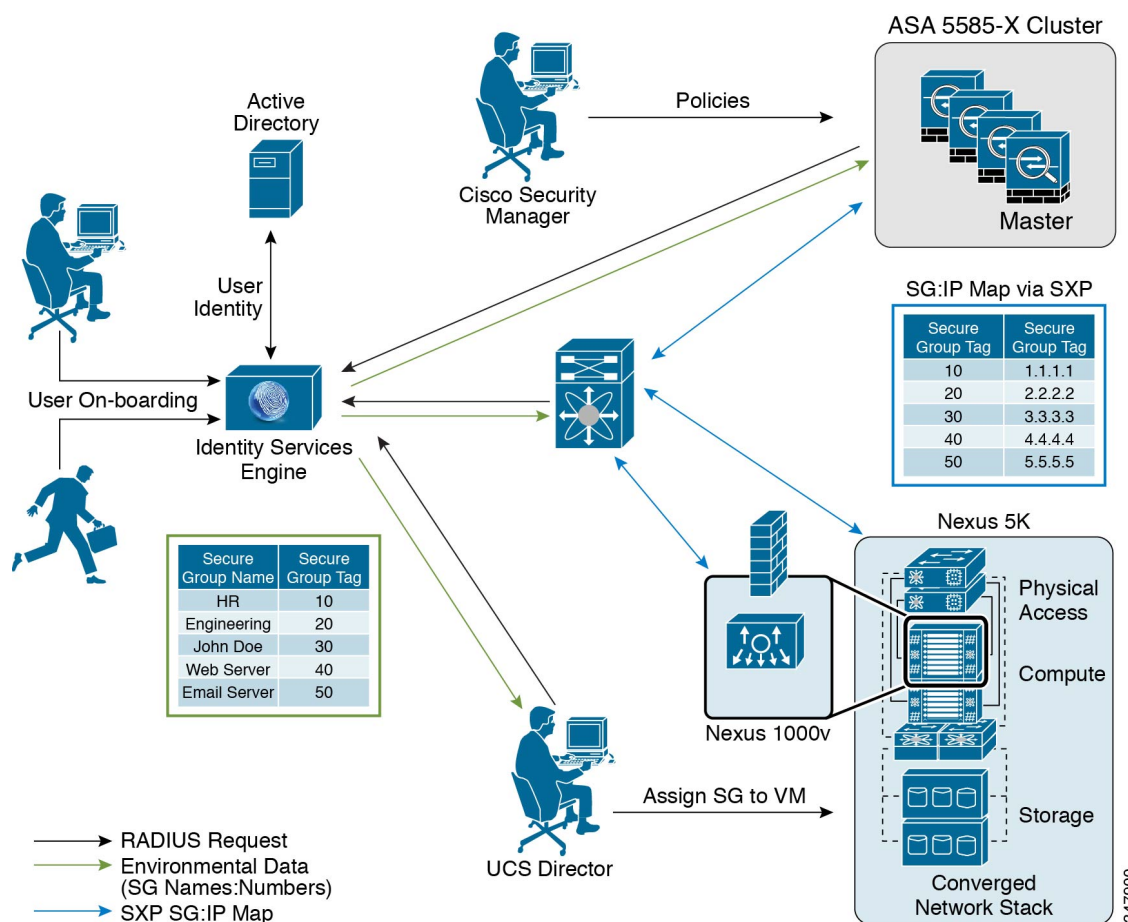 ASA 5585-X Cluster
Policies
Active
Directory
Cisco Security
Manager
Master
User
Identity
SG:IP Map via SXP
Secure
Group Tag
Secure
Group Tag
10 1.1.1.1
20 2.2.2.2
30 3.3.3.3
40 4.4.4.4
50 5.5.5.5
User On-boarding
Identity Services
Engine
Nexus 5K
Secure
Group Name
Secure
Group Tag
HR 10
Engineering 20
John Doe 30
Web Server 40
Email Server 50
Physical
Access
Compute
Nexus 1000v
Assign SG to VM
Storage
UCS Director
Converged
Network Stack
RADIUS Request
Environmental Data
(SG Names:Numbers)
SXP SG:IP Map